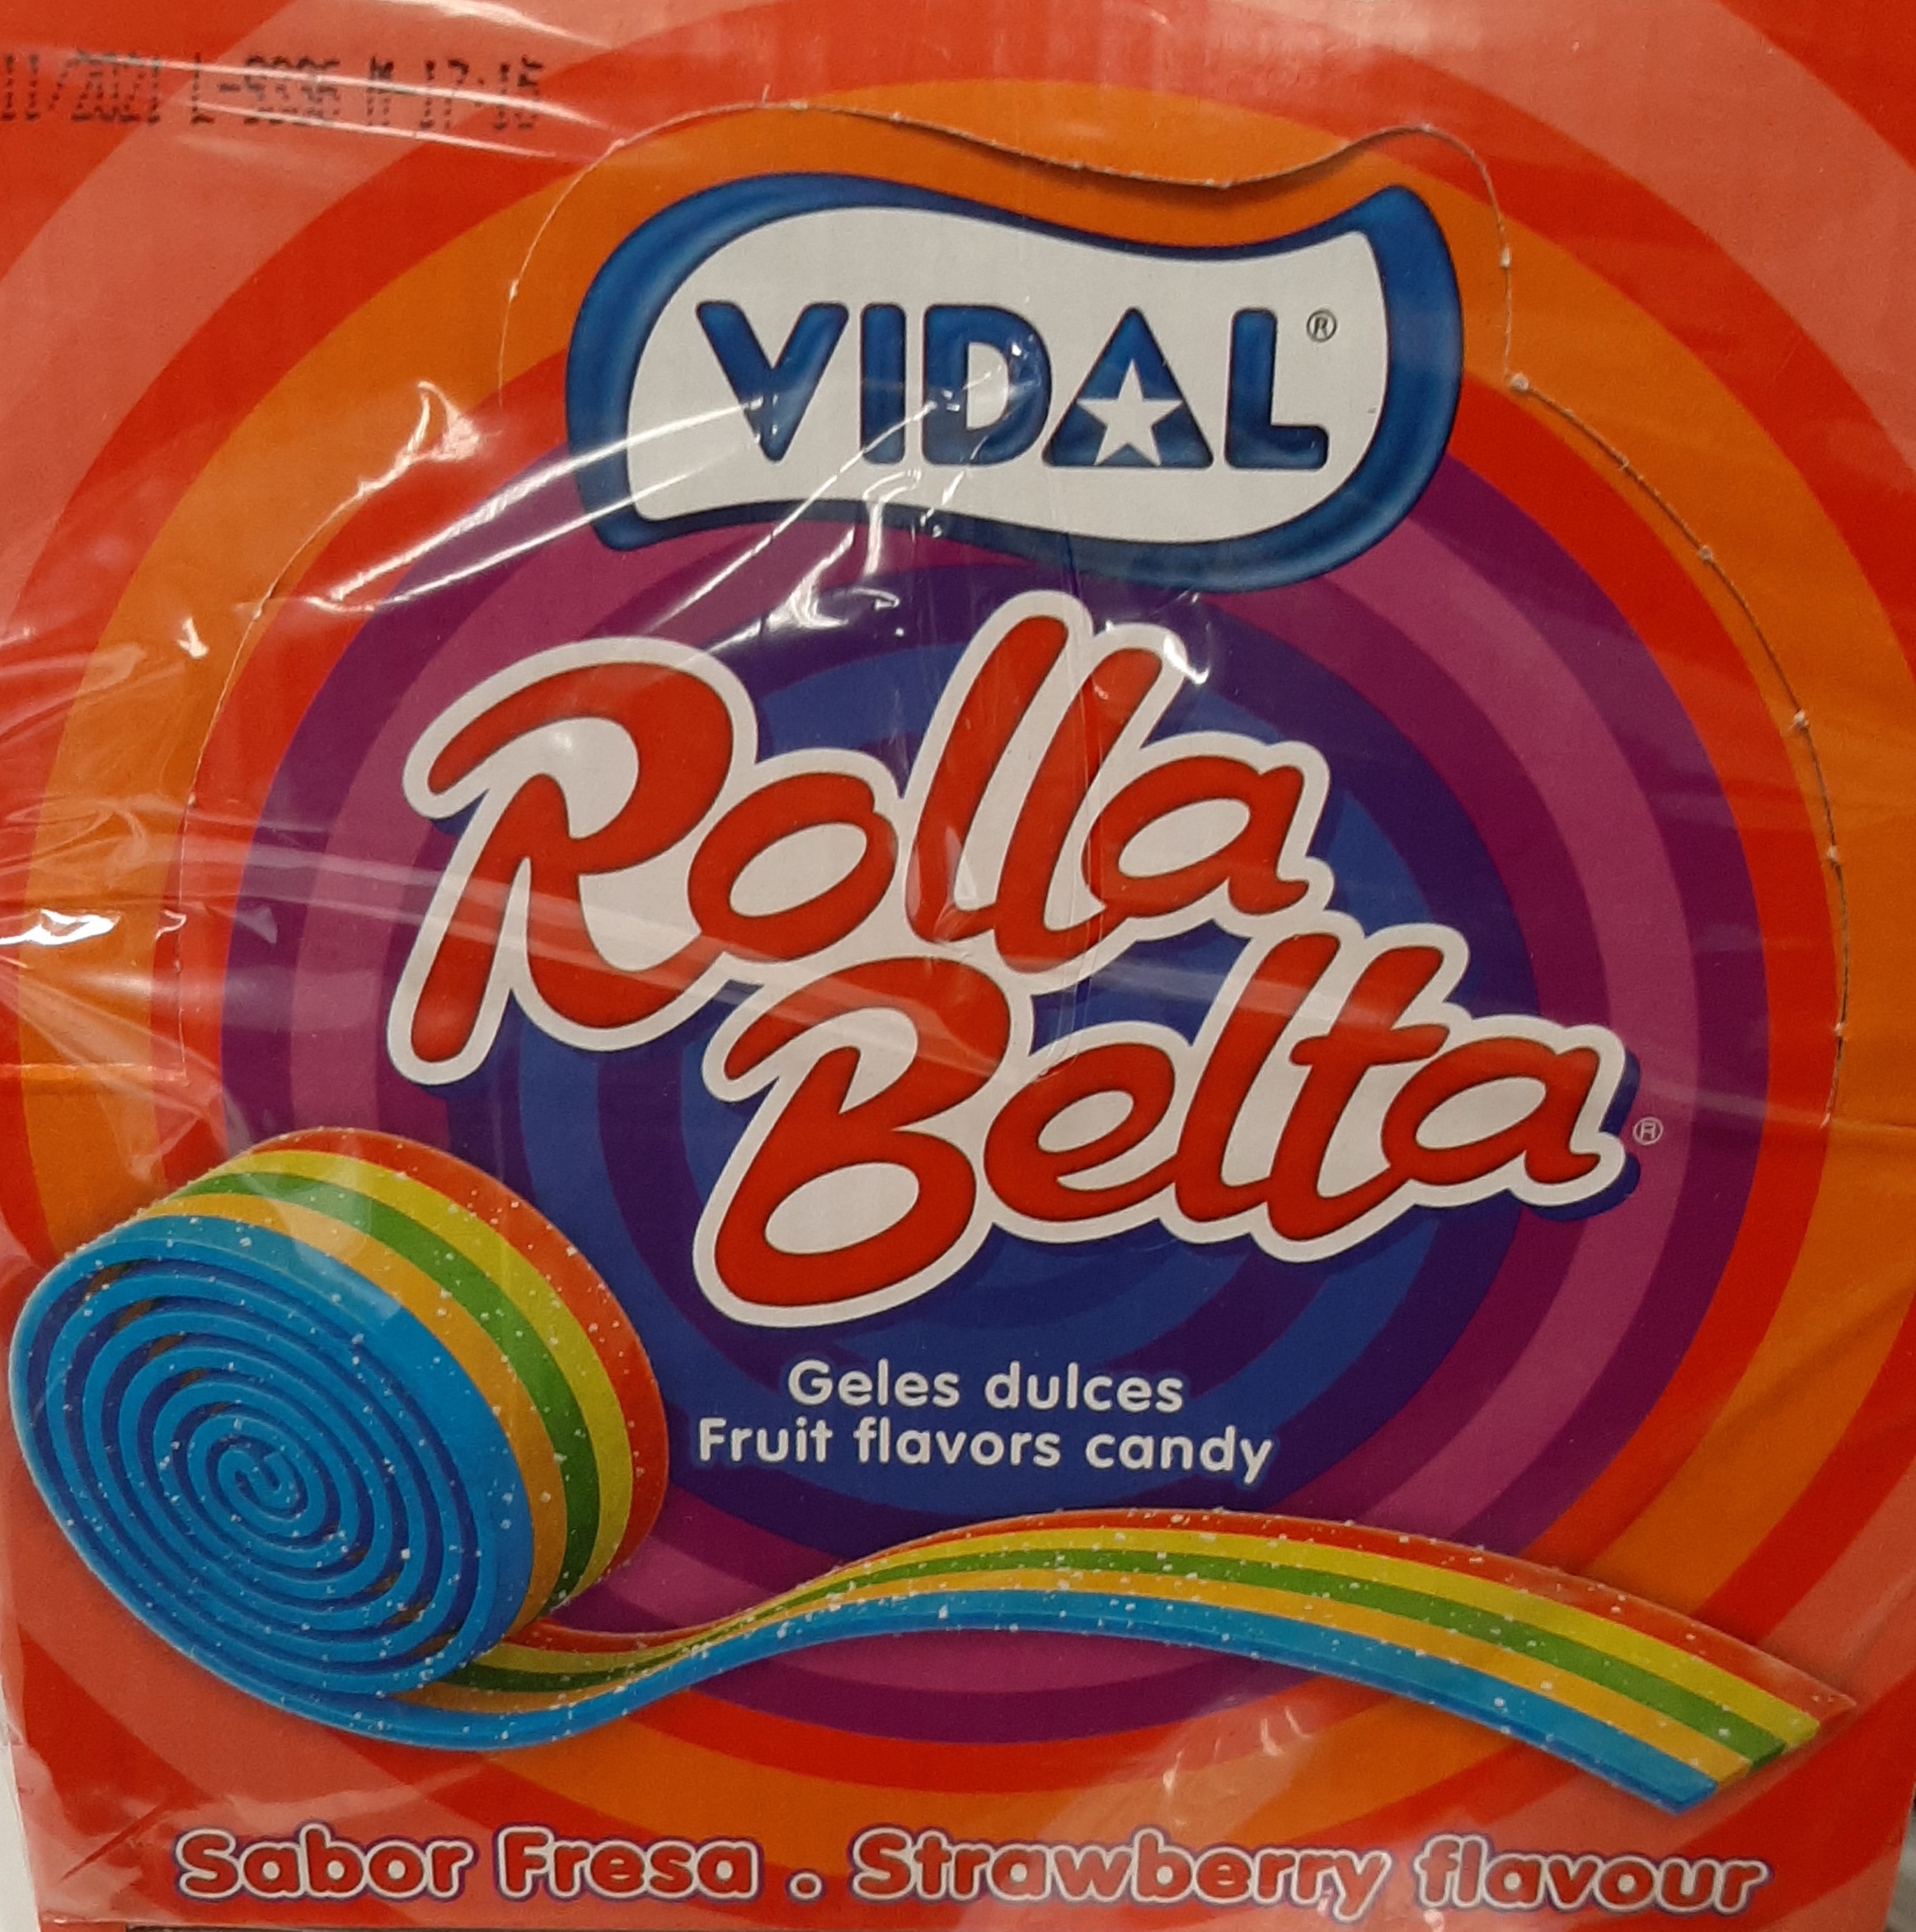 VIDAL®
Rolla
Belta®
Geles dulces
Fruit flavors candy
Sabor Fresa . Strawberry flavour